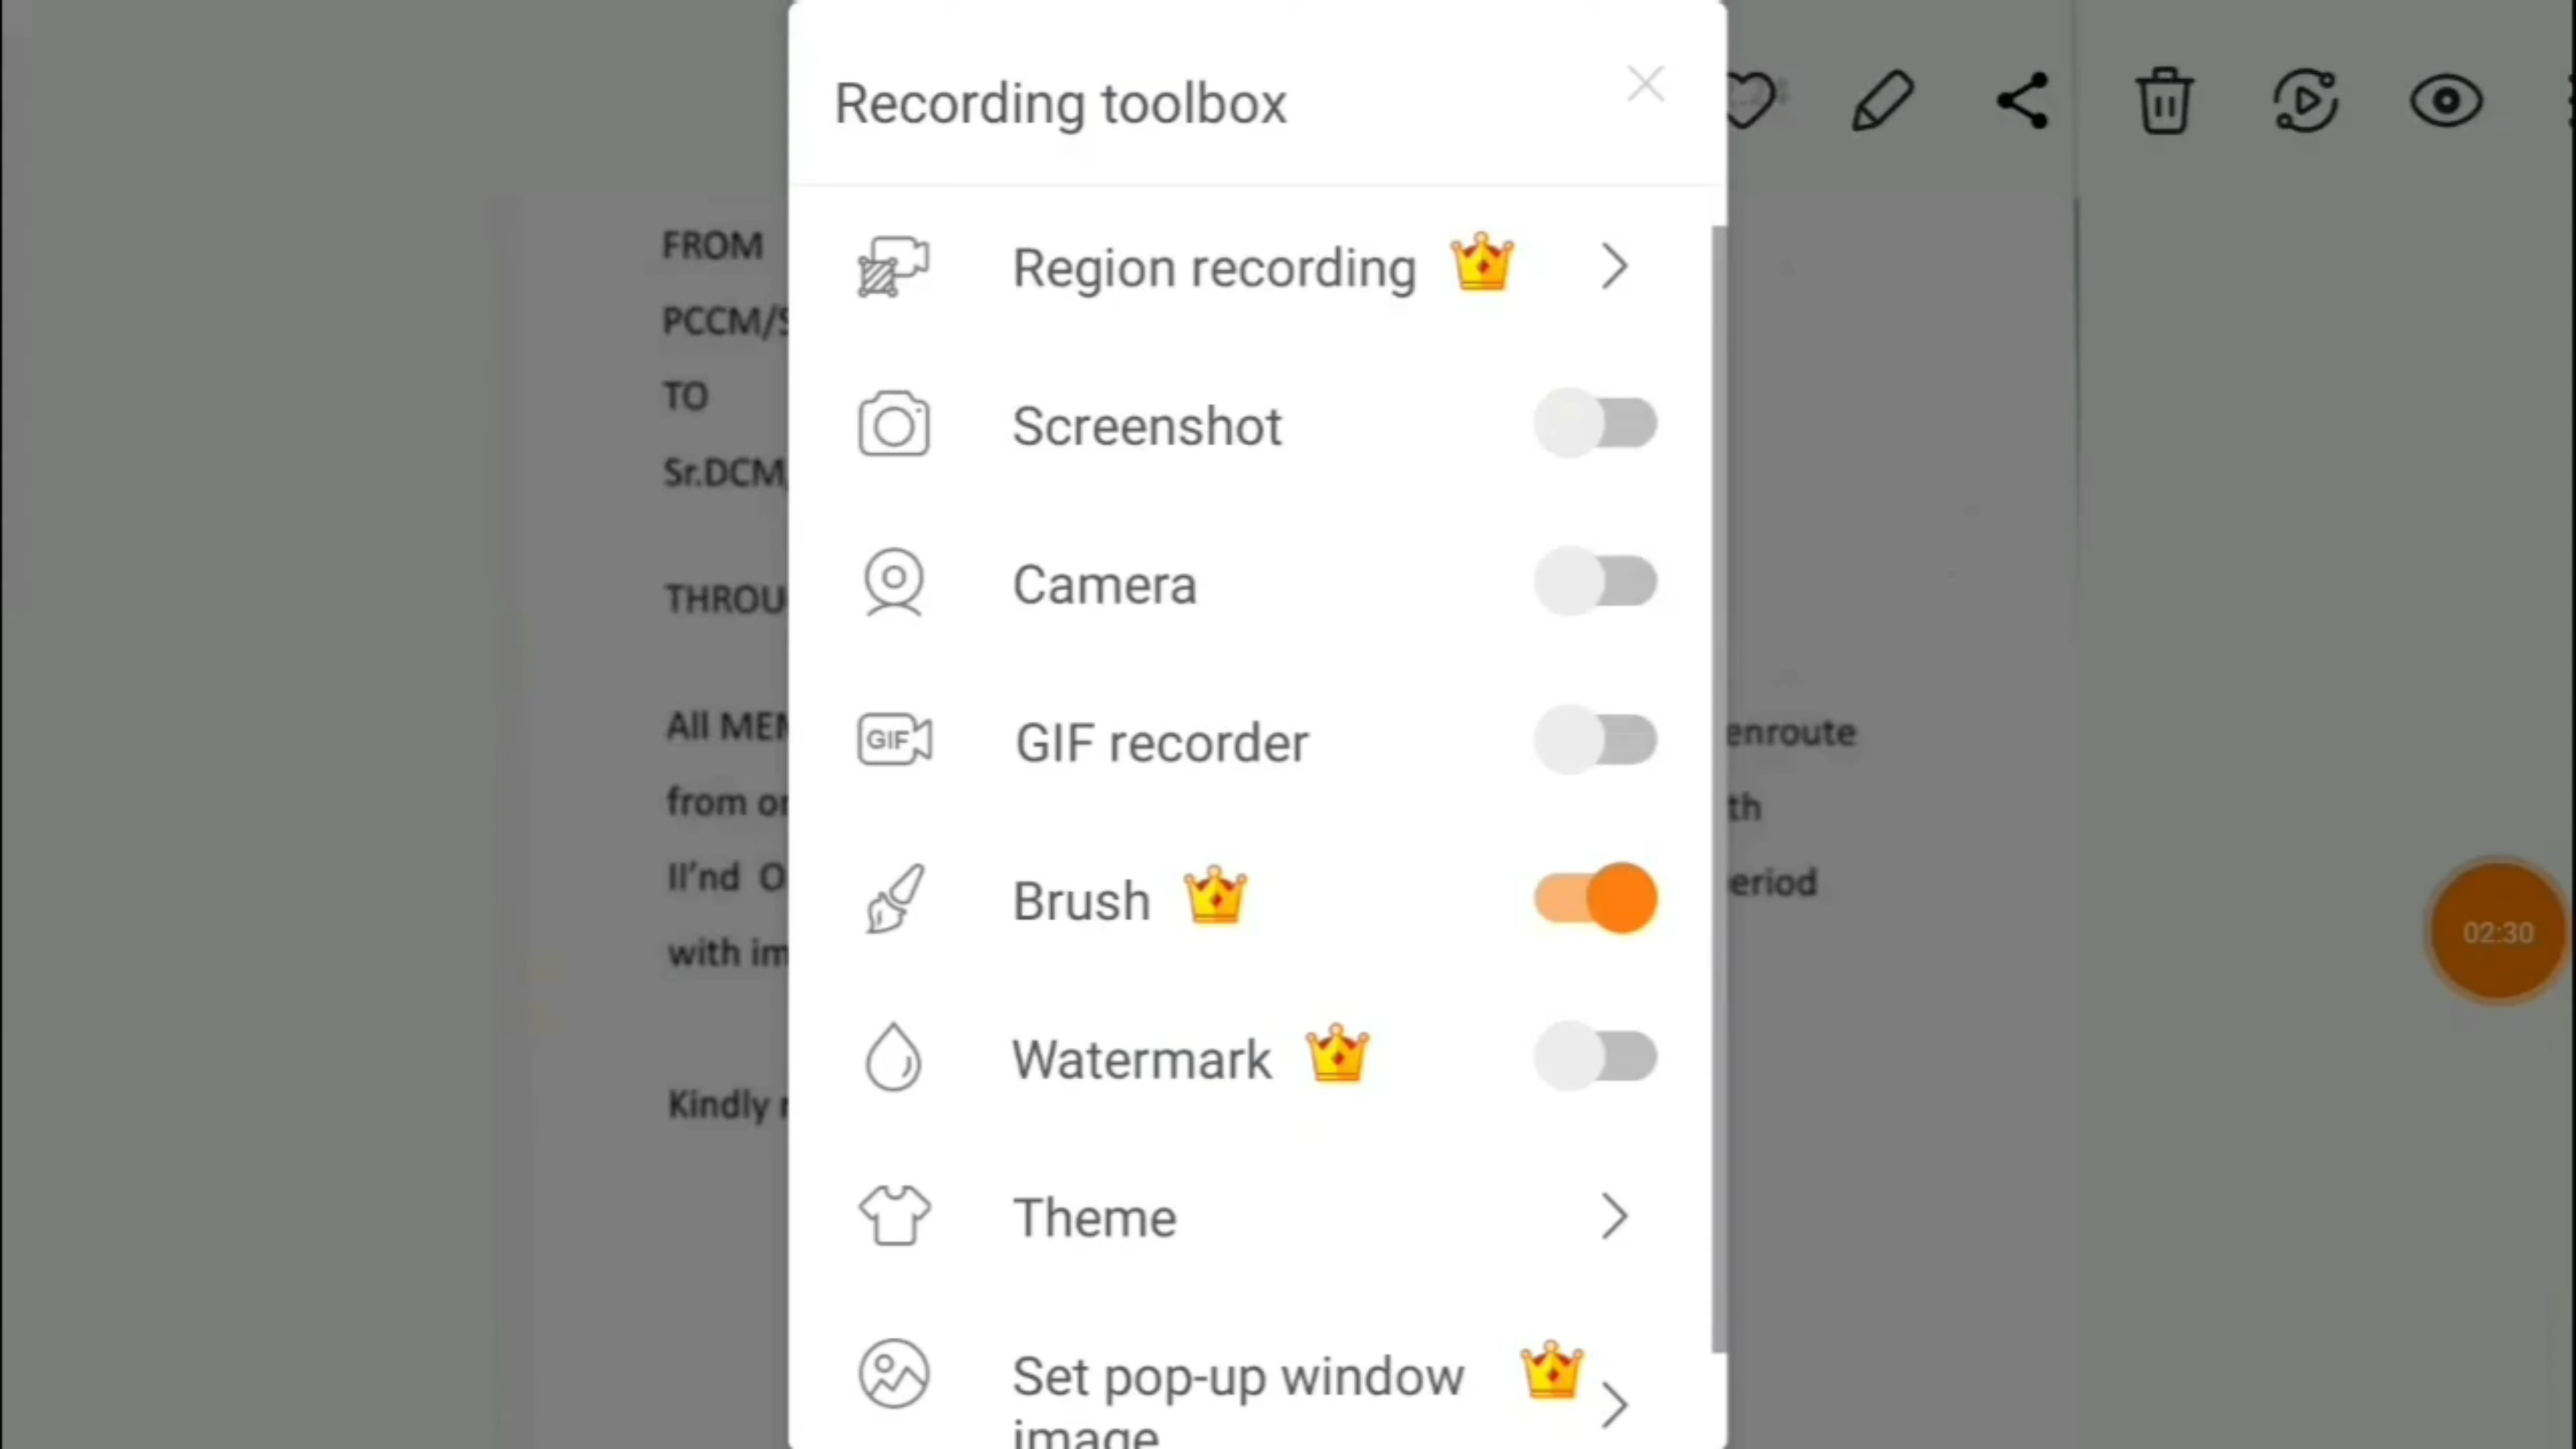 Recording toolbox
FROM
Region recording
PCCM/S
TO
Screenshot
Sr.DCM
Camera
THROU
All MEM
GIF recorder
enroute
from or
th
II'nd O
Brush
eriod
02:30
with im
Watermark
Kindly
Theme
Set pop-up window
image